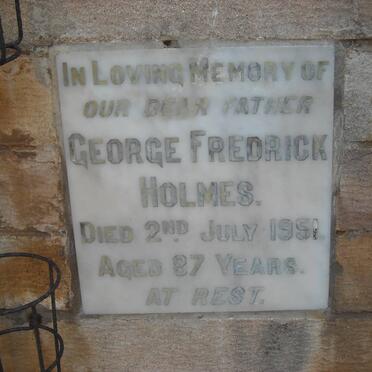 IN LOVING MEMORY OF
OUR DEAR FATHER
GEORGE FREDRICK
HOLMES.
DIED 2ND JULY 1951.
AGED 87 YEARS.
AT REST.